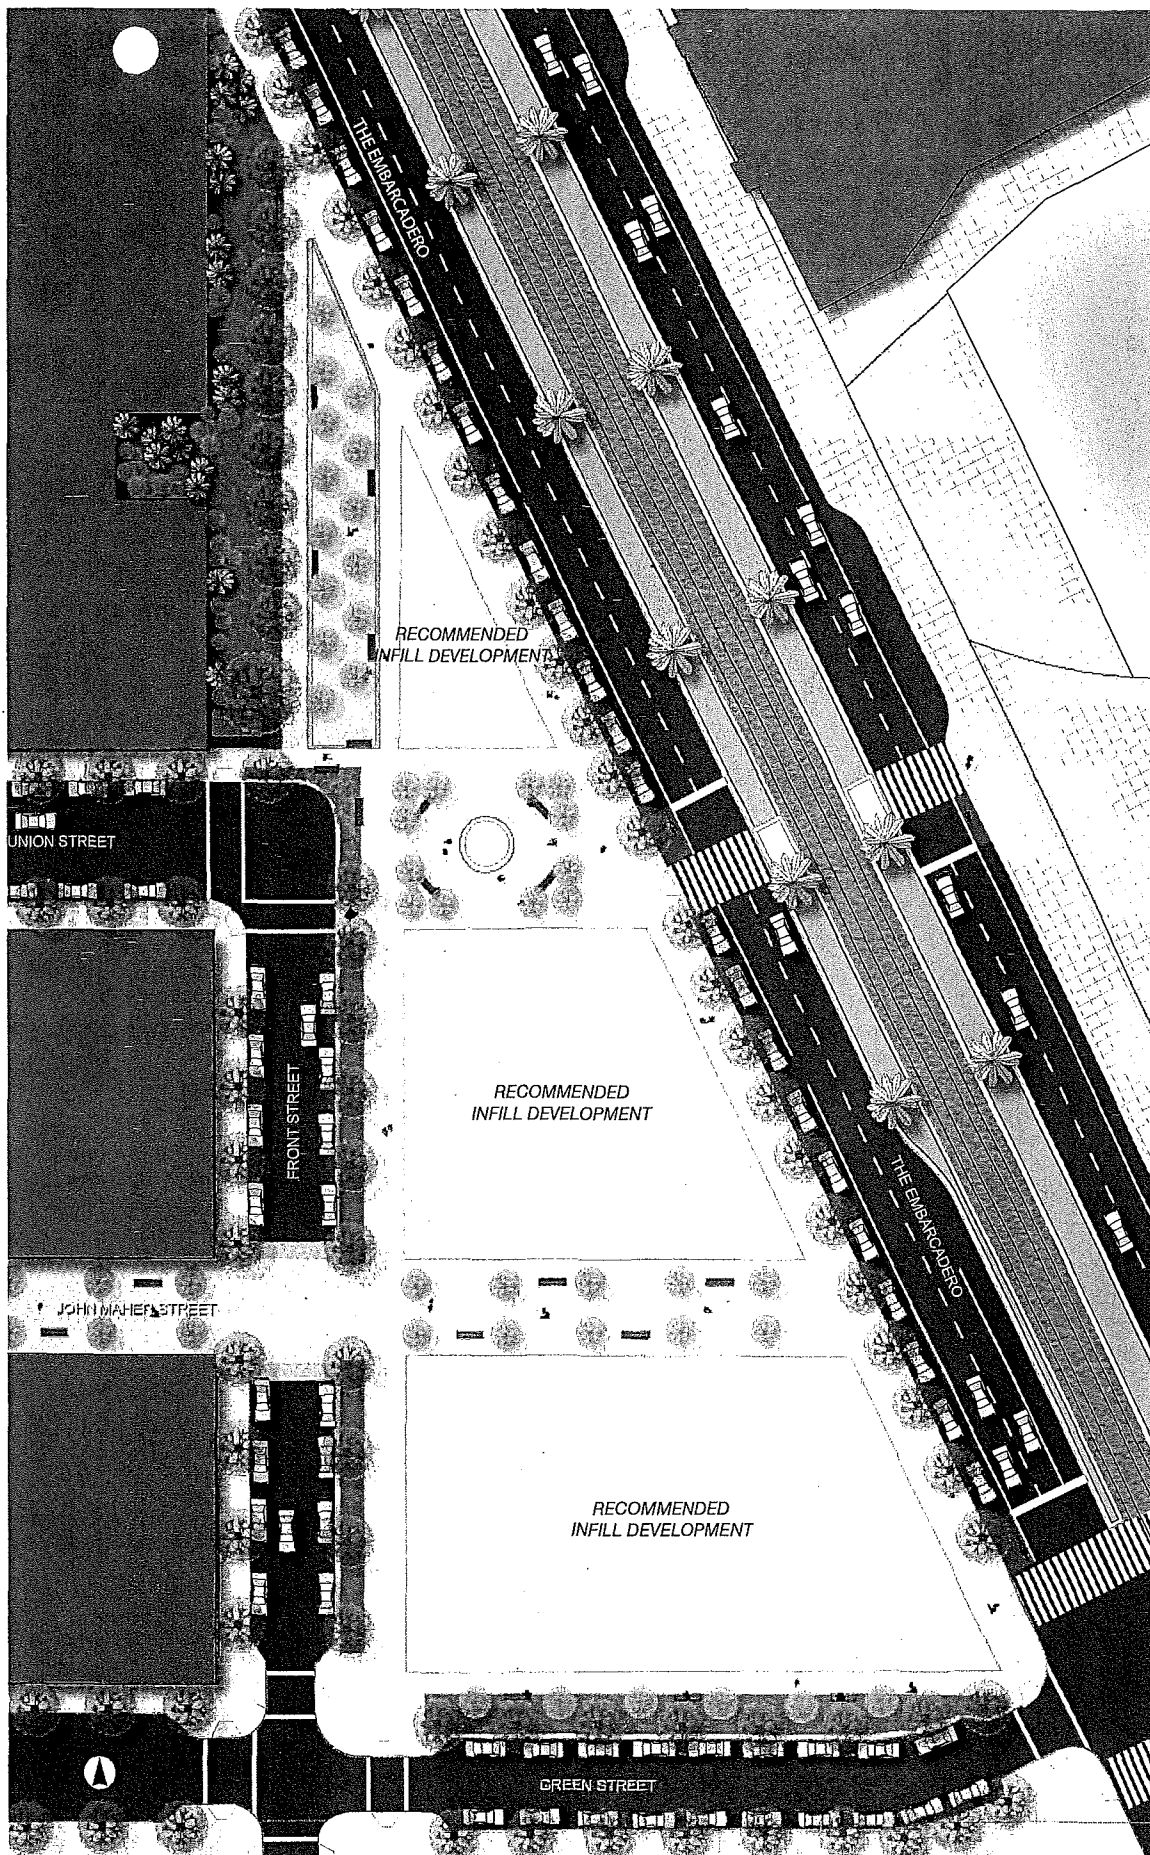 THE EMBARCADERO
RECOMMENDED
INFILL DEVELOPMENT
UNION STREET
FRONT STREET
RECOMMENDED
INFILL DEVELOPMENT
THE EMBARCADERO
JOHN MAHER STREET
RECOMMENDED
INFILL DEVELOPMENT
GREEN STREET